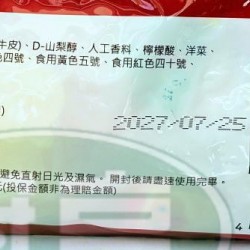 牛皮)、D-山梨醇、人工香料、檸檬酸、洋菜、
色四號、食用黃色五號、食用紅色四十號、
)
2027/07/25
避免直射日光及濕氣。開封後請盡速使用完畢。
元(投保金額非為理賠金額)
4